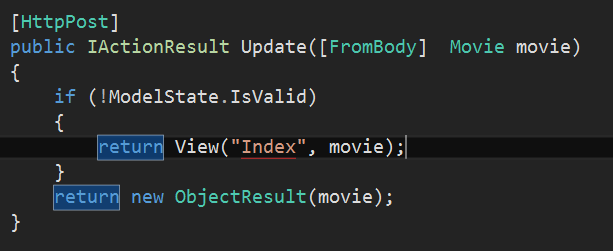 [HttpPost]
public IActionResult Update([FromBody]  Movie movie)
{
    if (!ModelState.IsValid)
    {
        return View("Index", movie);
    }
    return new ObjectResult(movie);
}